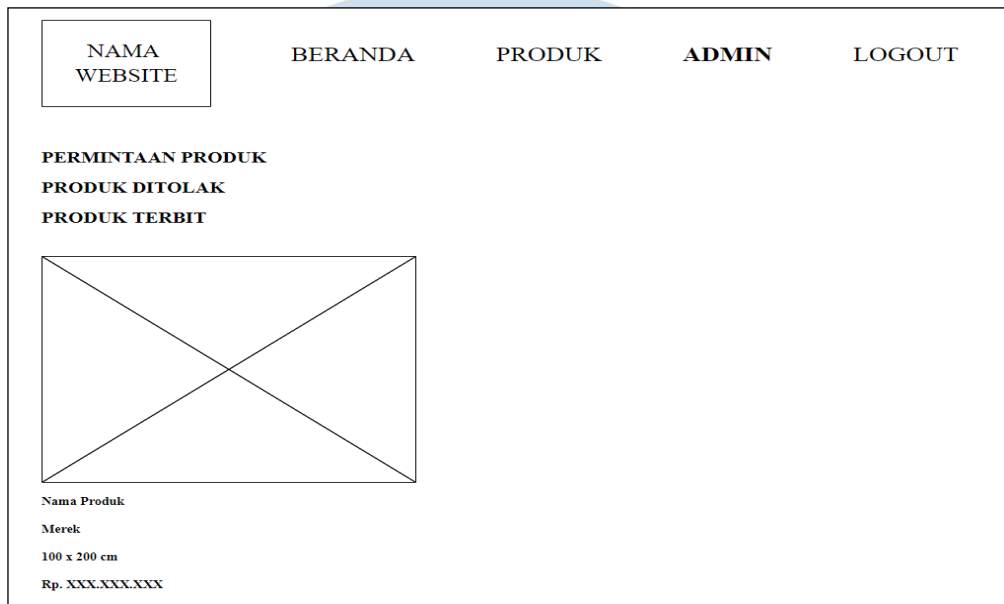 NAMA
WEBSITE
BERANDA
PRODUK
ADMIN
LOGOUT
PERMINTAAN PRODUK
PRODUK DITOLAK
PRODUK TERBIT
Nama Produk
Merek
100 x 200 cm
Rp. XXX.XXX.XXX